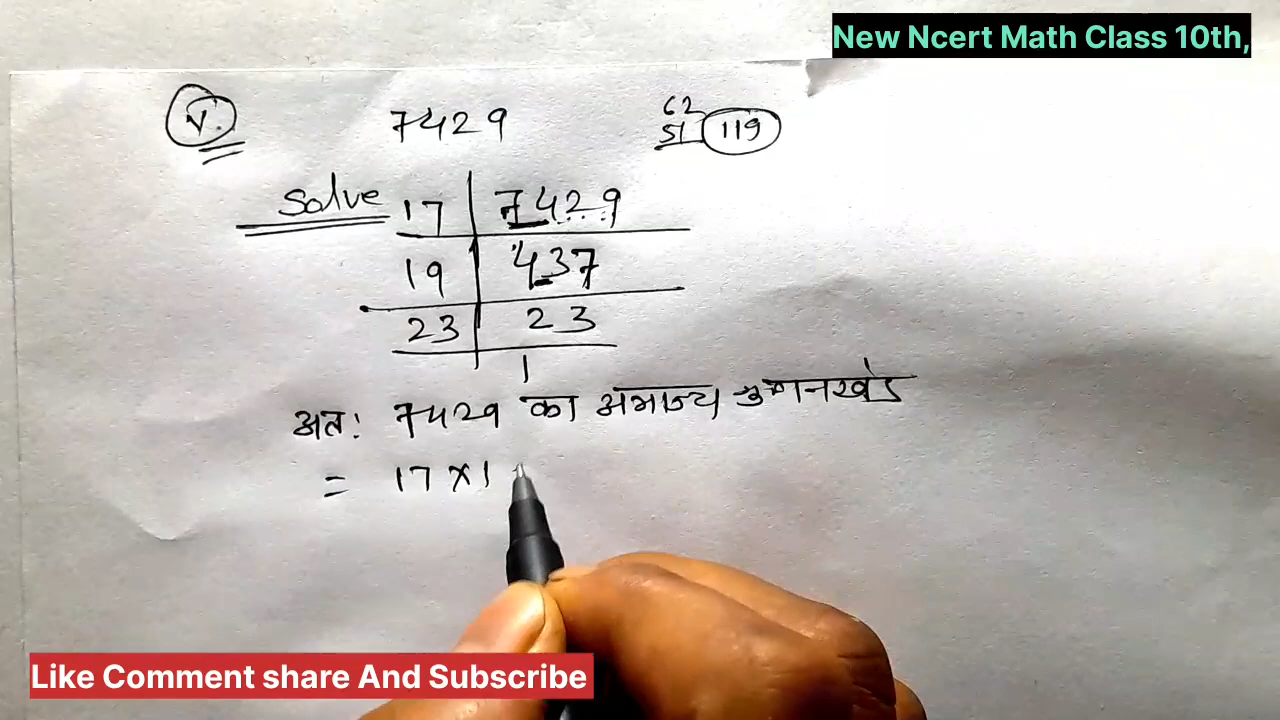 New Ncert Math Class 10th,
v. 7429
62
51 119
Solve 17 7429
19 437
23 23
1
अतः 7429 का अभाज्य गुणनखंड
= 17 × 1
Like Comment share And Subscribe